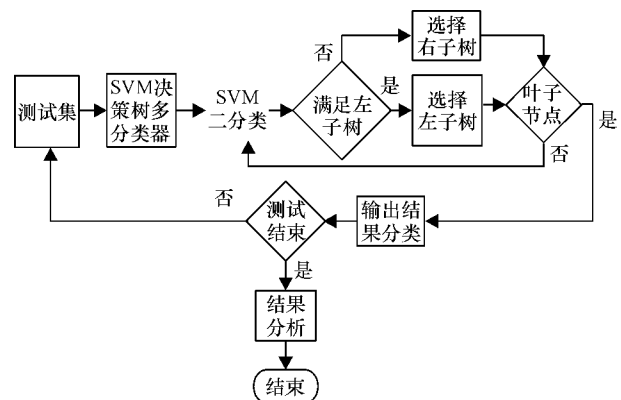 测试集
SVM决
策树多
分类器
SVM
二分类
满足左
子树
否
是
选择
右子树
选择
左子树
叶子
节点
是
否
输出结
果分类
测试
结束
否
是
结果
分析
结束